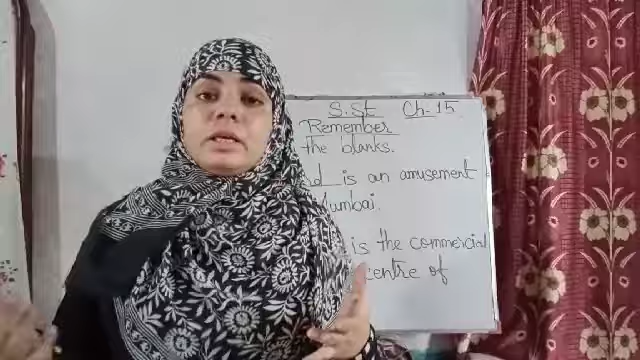 S.St Ch-15
Remember
the blanks.
is an amusement
Mumbai.
is the commercial
centre of